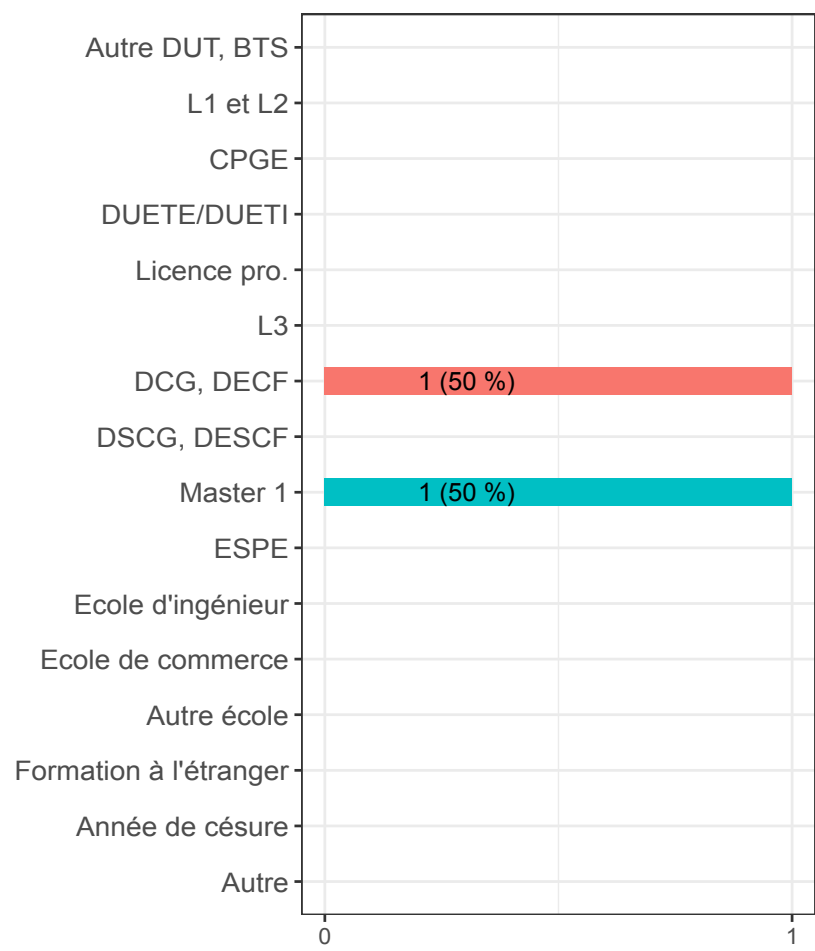 Autre DUT, BTS
L1 et L2
CPGE
DUETE/DUETI
Licence pro.
L3
DCG, DECF
1 (50 %)
DSCG, DESCF
Master 1
1 (50 %)
ESPE
Ecole d'ingénieur
Ecole de commerce
Autre école
Formation à l'étranger
Année de césure
Autre
0
1